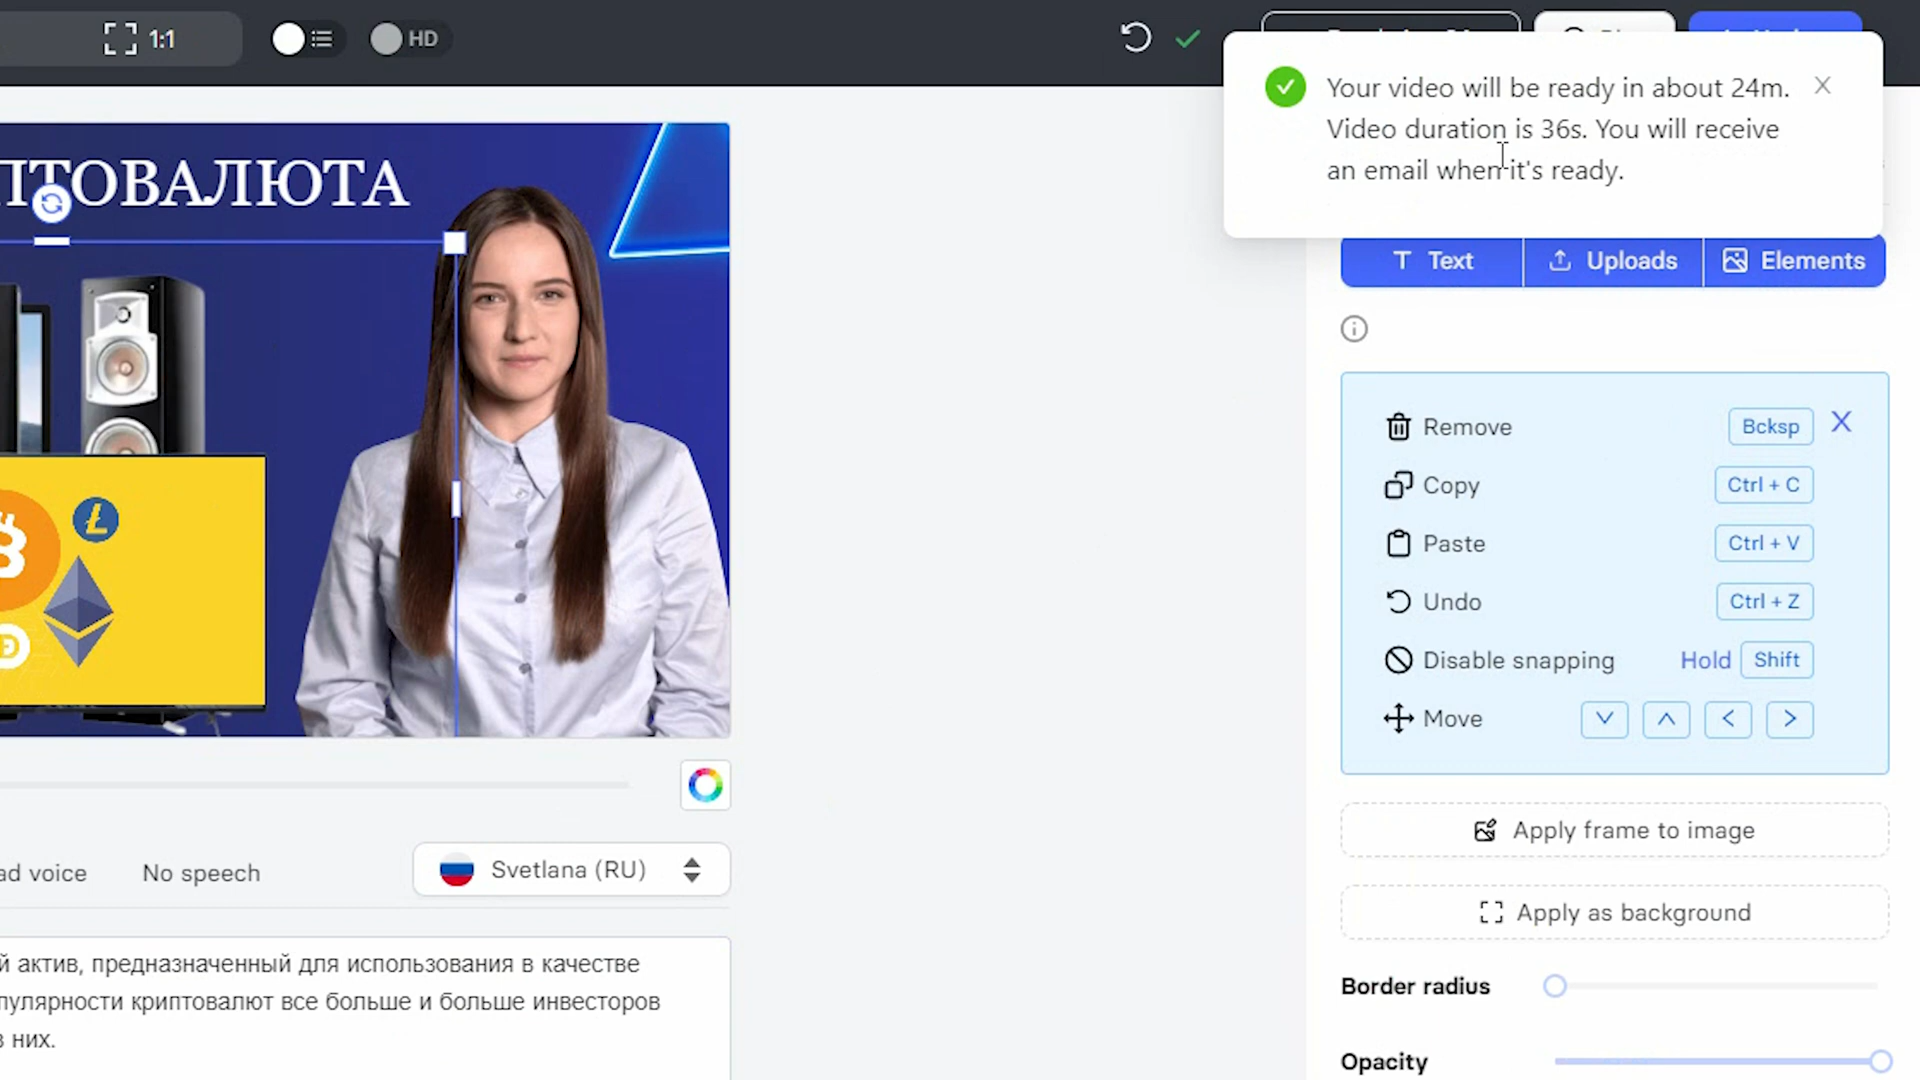 1:1
HD
Your video will be ready in about 24m.
Video duration is 36s. You will receive
an email when it's ready.
Text
Uploads
Elements
ПТОВАЛЮТА
Remove
Bcksp
Copy
Ctrl + C
Paste
Ctrl + V
Undo
Ctrl + Z
Disable snapping
Hold
Shift
Move
Apply frame to image
ad voice
No speech
Svetlana (RU)
Apply as background
й актив, предназначенный для использования в качестве
пулярности криптовалют все больше и больше инвесторов
в них.
Border radius
Opacity